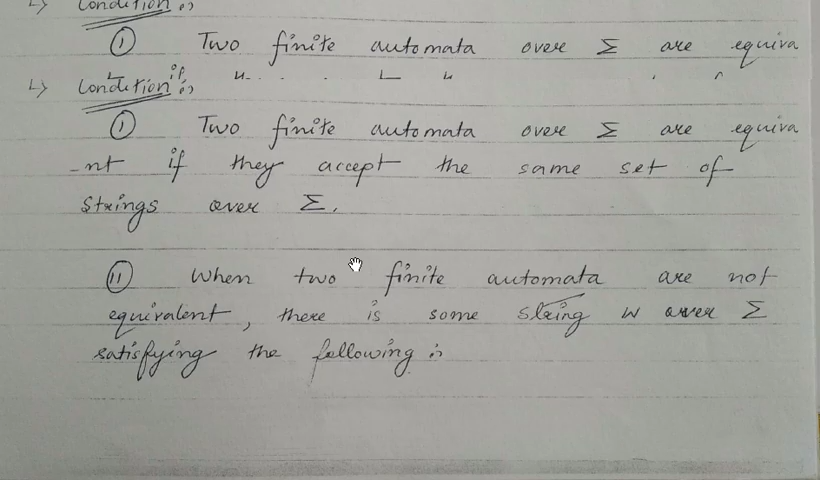 Condition :
① Two finite automata over Σ are equiva
if
↳ Condition :
① Two finite automata over Σ are equiva
-nt if they accept the same set of
strings over Σ.
② When two finite automata are not
equivalent, there is some string w over Σ
satisfying the following :